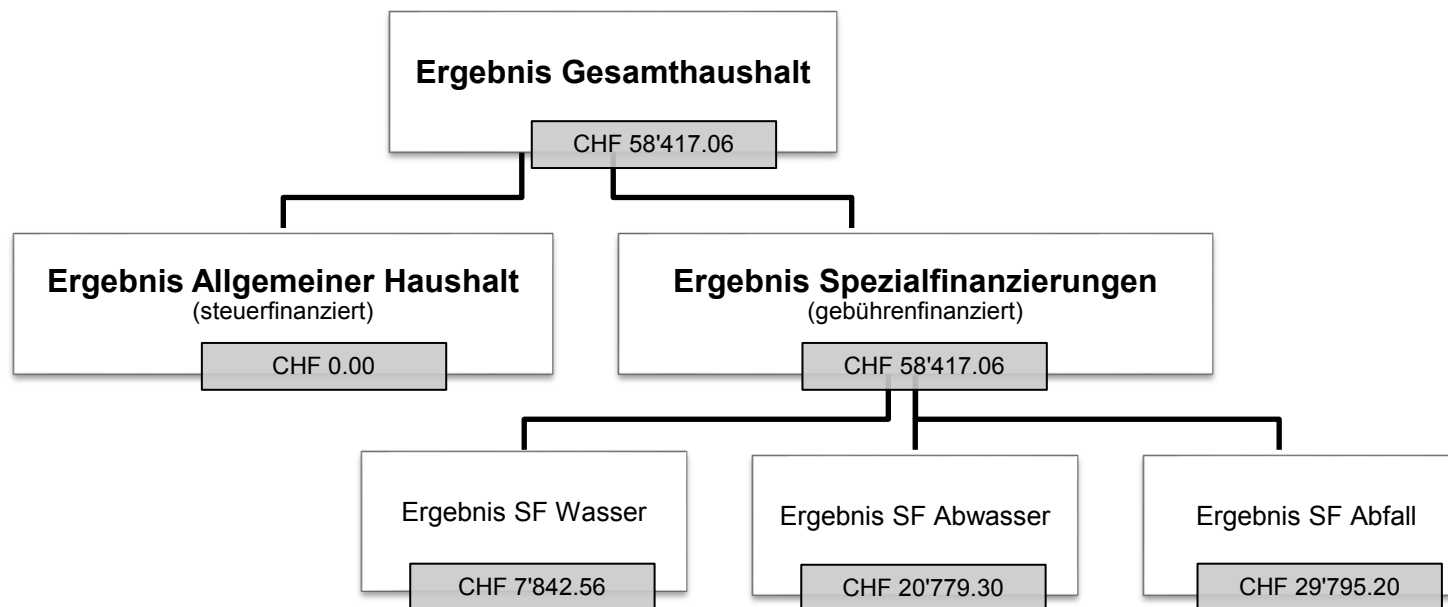 Ergebnis Gesamthaushalt
CHF 58'417.06
Ergebnis Allgemeiner Haushalt
(steuerfinanziert)
CHF 0.00
Ergebnis Spezialfinanzierungen
(gebührenfinanziert)
CHF 58'417.06
Ergebnis SF Wasser
CHF 7'842.56
Ergebnis SF Abwasser
CHF 20'779.30
Ergebnis SF Abfall
CHF 29'795.20